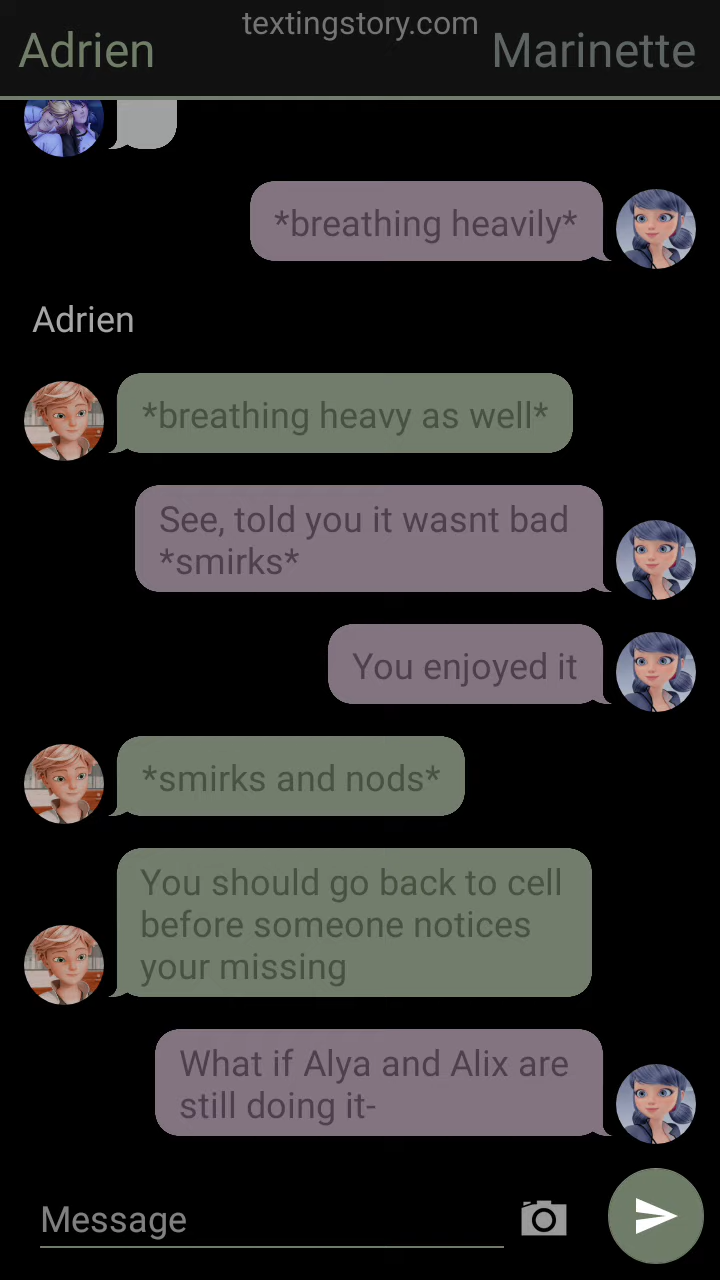 textingstory.com
Adrien
Marinette
*breathing heavily*
Adrien
*breathing heavy as well*
See, told you it wasnt bad
*smirks*
You enjoyed it
*smirks and nods*
You should go back to cell
before someone notices
your missing
What if Alya and Alix are
still doing it-
Message